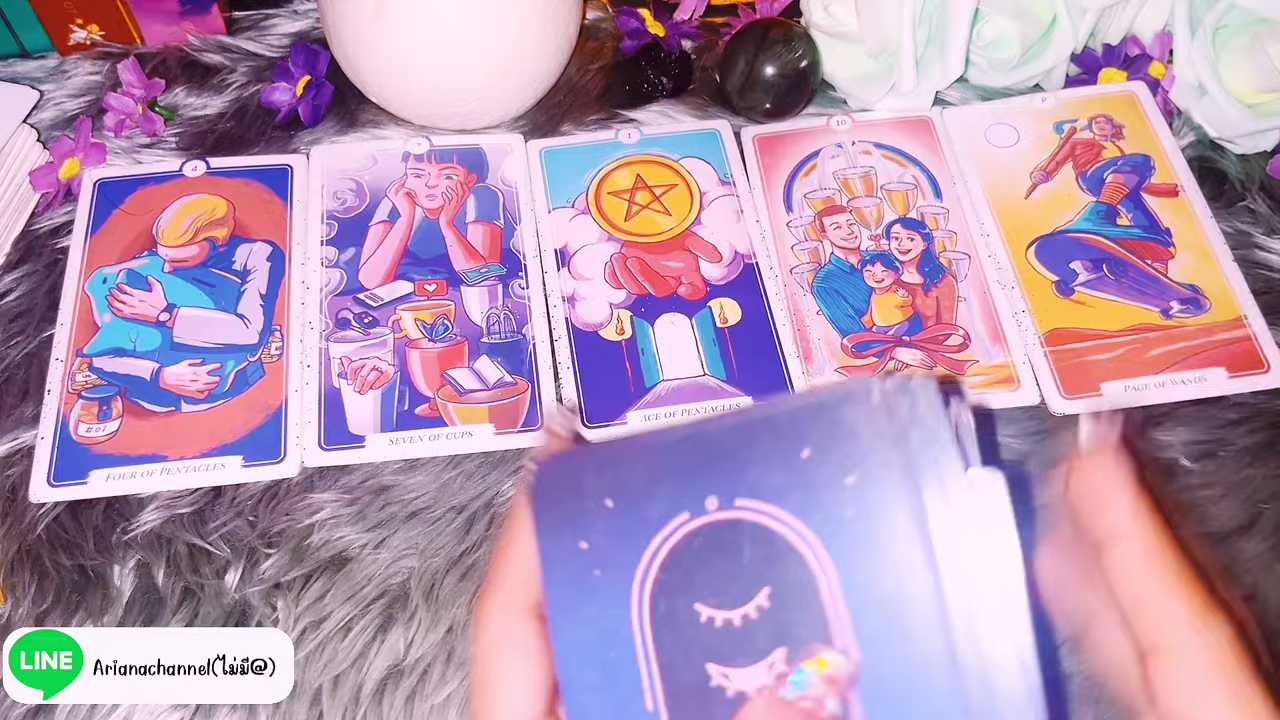 4
7
1
10
P
FOUR OF PENTACLES
SEVEN OF CUPS
ACE OF PENTACLES
PAGE OF WANDS
#01
LINE
Arianachannel(ไม่มี@)